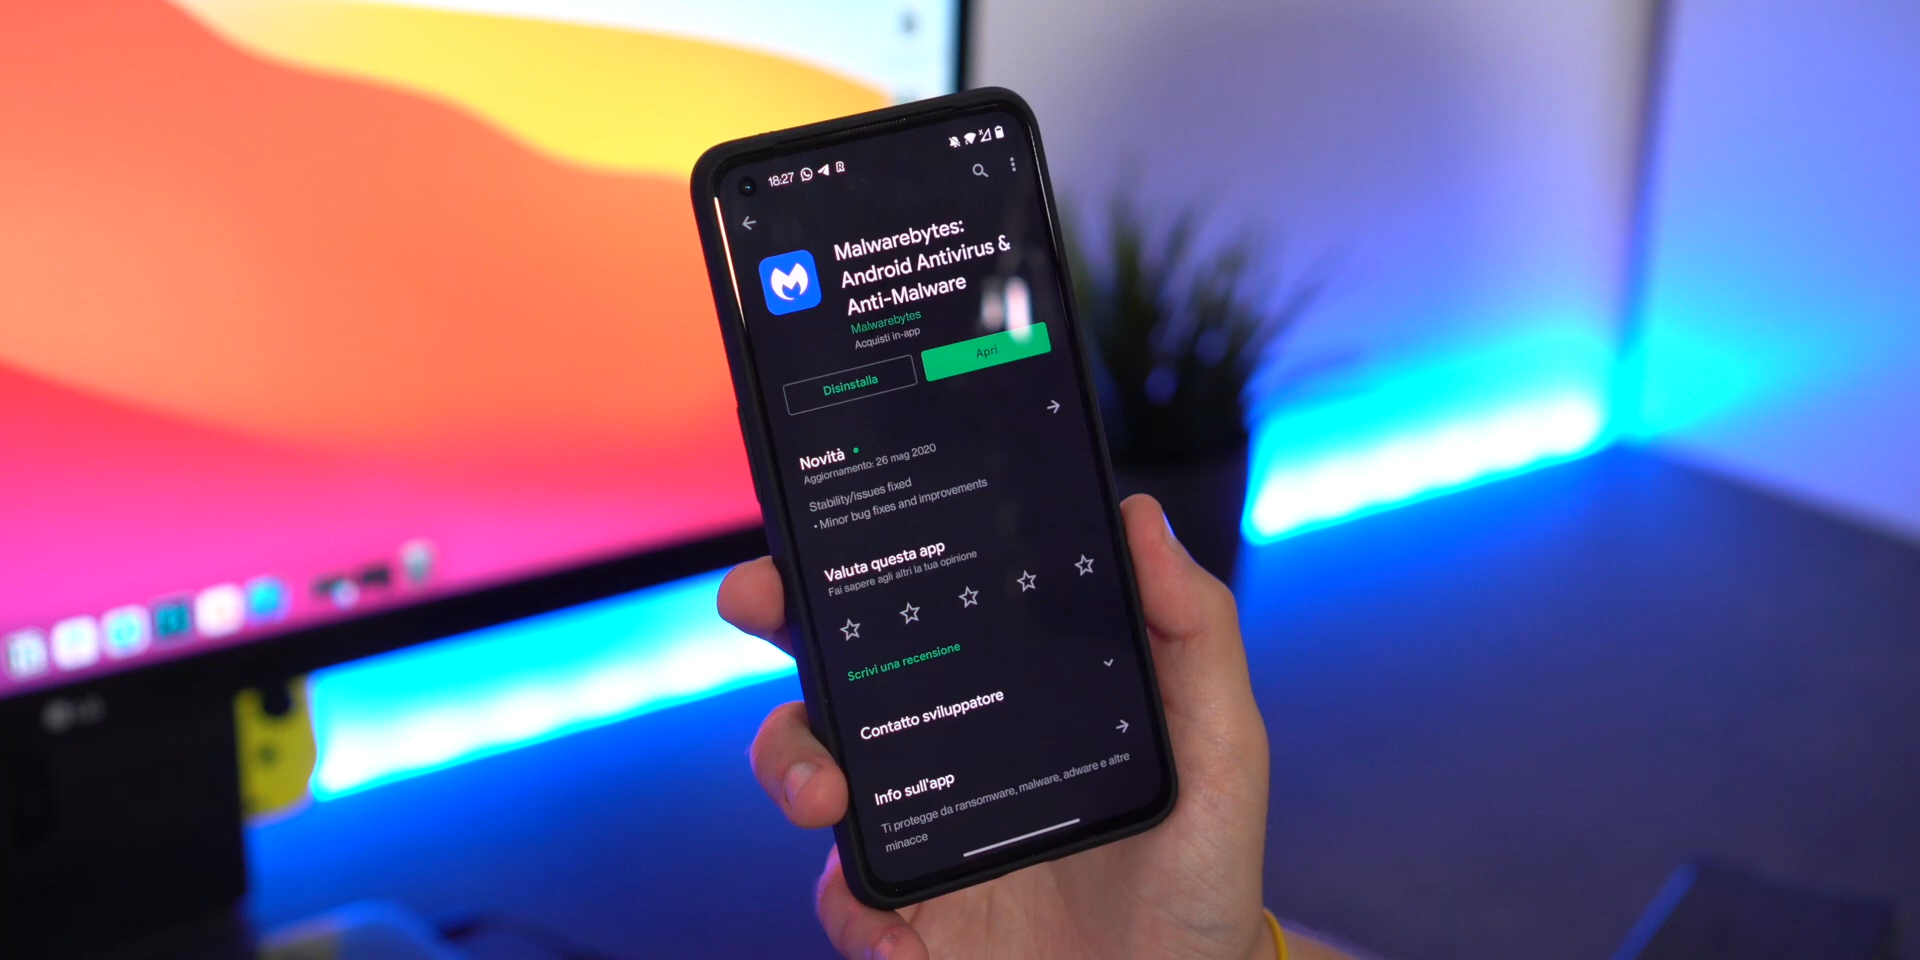 18:27
Malwarebytes:
Android Antivirus &
Anti-Malware
Malwarebytes
Acquisti in-app
Disinstalla
Apri
Novità
Aggiornamento: 26 mag 2020
Stability/issues fixed
• Minor bug fixes and improvements
Valuta questa app
Fai sapere agli altri la tua opinione
Scrivi una recensione
Contatto sviluppatore
Info sull'app
Ti protegge da ransomware, malware, adware e altre
minacce